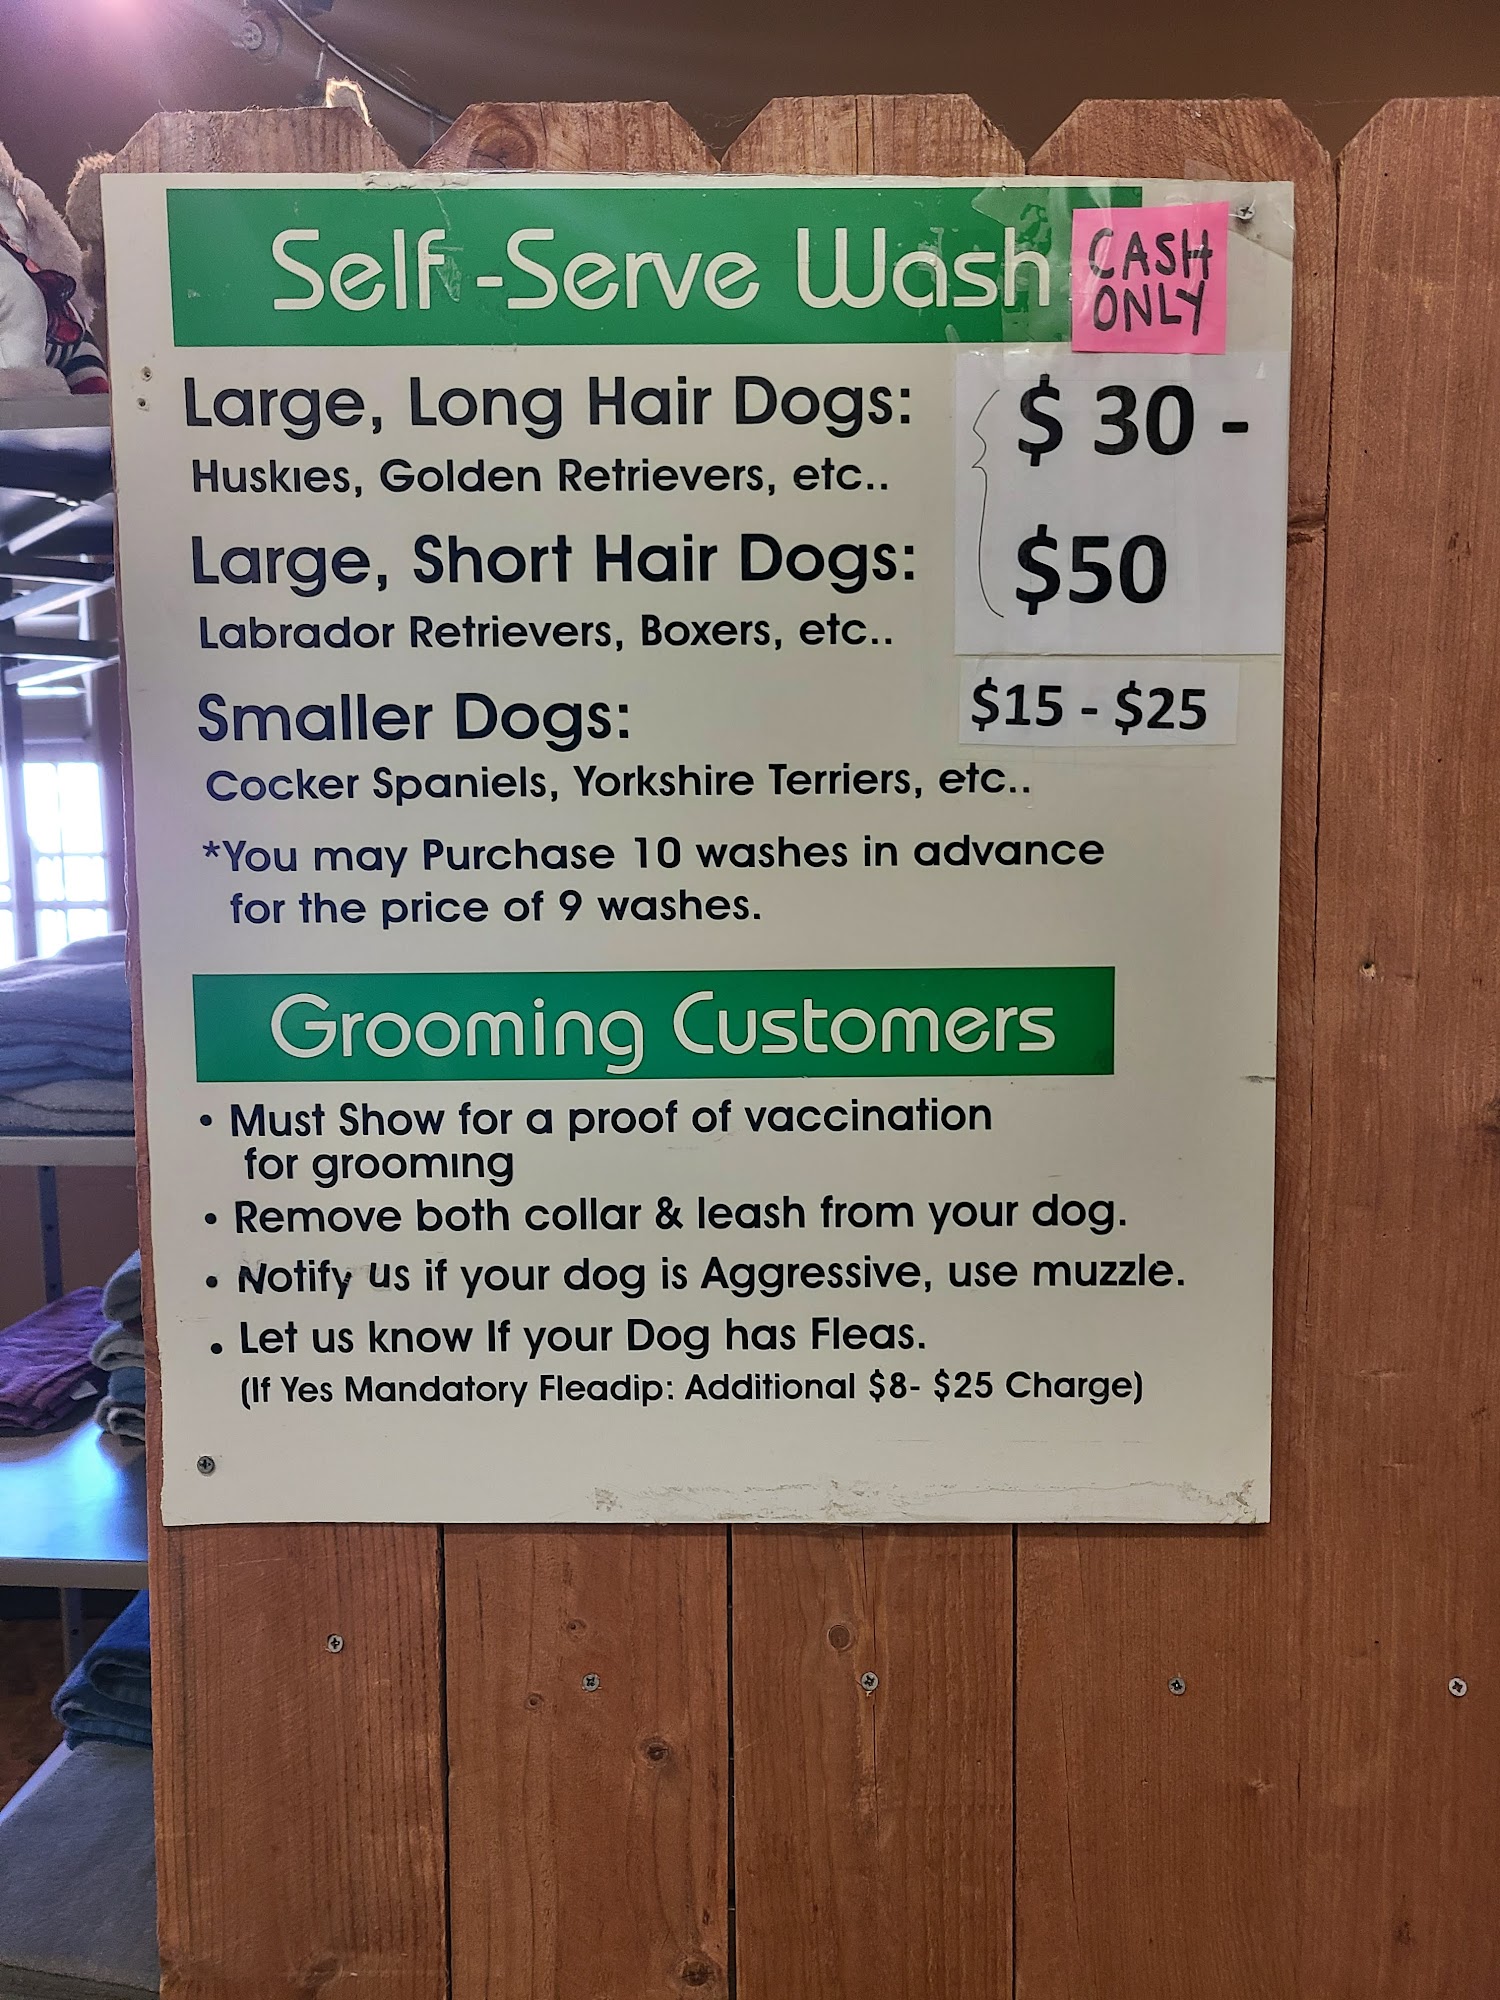 Self-Serve Wash
CASH
ONLY
Large, Long Hair Dogs:
$ 30 -
Huskies, Golden Retrievers, etc..
Large, Short Hair Dogs:
$50
Labrador Retrievers, Boxers, etc..
Smaller Dogs:
$15 - $25
Cocker Spaniels, Yorkshire Terriers, etc..
*You may Purchase 10 washes in advance
for the price of 9 washes.
Grooming Customers
• Must Show for a proof of vaccination
for grooming
• Remove both collar & leash from your dog.
• Notify us if your dog is Aggressive, use muzzle.
• Let us know If your Dog has Fleas.
(If Yes Mandatory Fleadip: Additional $8- $25 Charge)